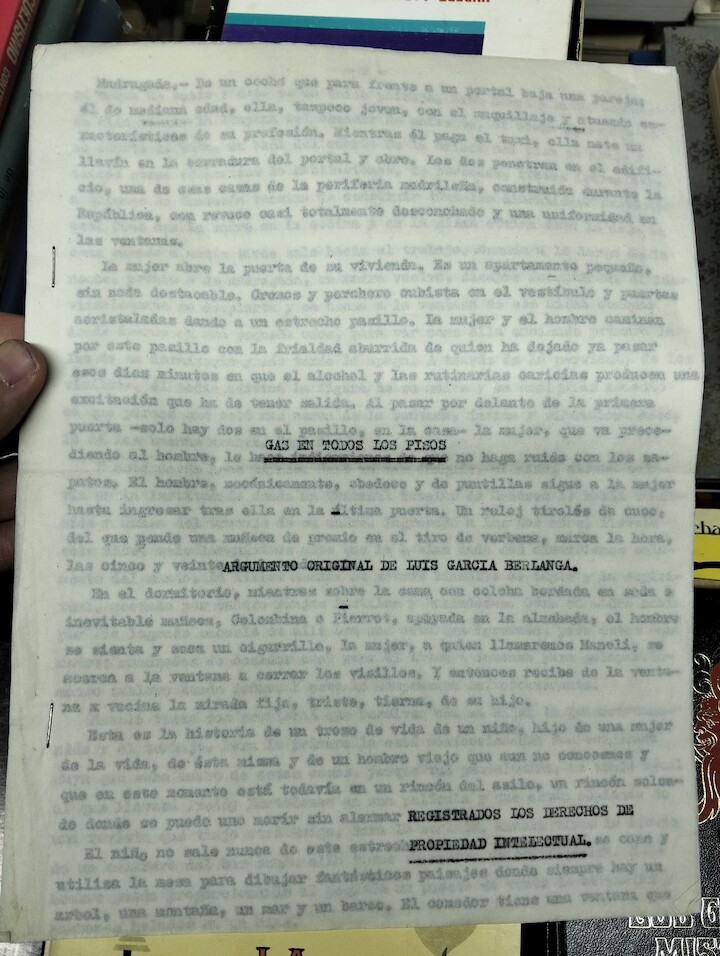 Madrugada.- De un coche que para frente a un portal baja una pareja;
él de mediana edad, ella, tampoco joven, con el maquillaje y atuendo ca-
racterísticos de su profesión. Mientras él paga el taxi, ella mete un
llavín en la cerradura del portal y abre. Los dos penetran en el edifi-
cio, una de esas casas de la periferia madrileña, construida durante la
República, con revoco casi totalmente desconchado y una uniformidad en
las ventanas.
La mujer abre la puerta de su vivienda. Es un apartamento pequeño,
sin nada destacable. Cromos y perchero cubista en el vestíbulo y puertas
acristaladas dando a un estrecho pasillo. La mujer y el hombre caminan
por este pasillo con la frialdad aburrida de quien ha dejado ya pasar
esos diez minutos en que el alcohol y las rutinarias caricias producen una
excitación que ha de tener salida. Al pasar por delante de la primera
puerta -solo hay dos en el pasillo, en la casa- la mujer, que va prece-
GAS EN TODOS LOS PISOS
diendo al hombre, le no haga ruido con los za-
patos. El hombre, mecánicamente, obedece y de puntillas sigue a la mujer
hasta ingresar tras ella en la última puerta. Un reloj tirolés de cuco,
del que pende una muñeca de premio en el tiro de verbena, marca la hora,
las cinco y veinte
ARGUMENTO ORIGINAL DE LUIS GARCIA BERLANGA.
En el dormitorio, mientras sobre la cama con colcha bordada en seda e
inevitable muñeca, Colombina o Pierrot, apoyada en la almohada, el hombre
se sienta y saca un cigarrillo, la mujer, a quien llamaremos Manoli, se
acerca a la ventana a cerrar los visillos. Y entonces recibe de la venta-
na vecina la mirada fija, triste, tierna, de su hijo.
Esta es la historia de un trozo de vida de un niño, hijo de una mujer
de la vida, de ésta misma y de un hombre viejo que aun no conocemos y
que en este momento está todavía en un rincón del asilo, un rincón
donde se puede uno morir sin alarmar
REGISTRADOS LOS DERECHOS DE
PROPIEDAD INTELECTUAL.
El niño no sale nunca de este se come y
utiliza la mesa para dibujar fantásticos paisajes donde siempre hay un
arbol, una montaña, un mar y un barco. El comedor tiene una ventana que